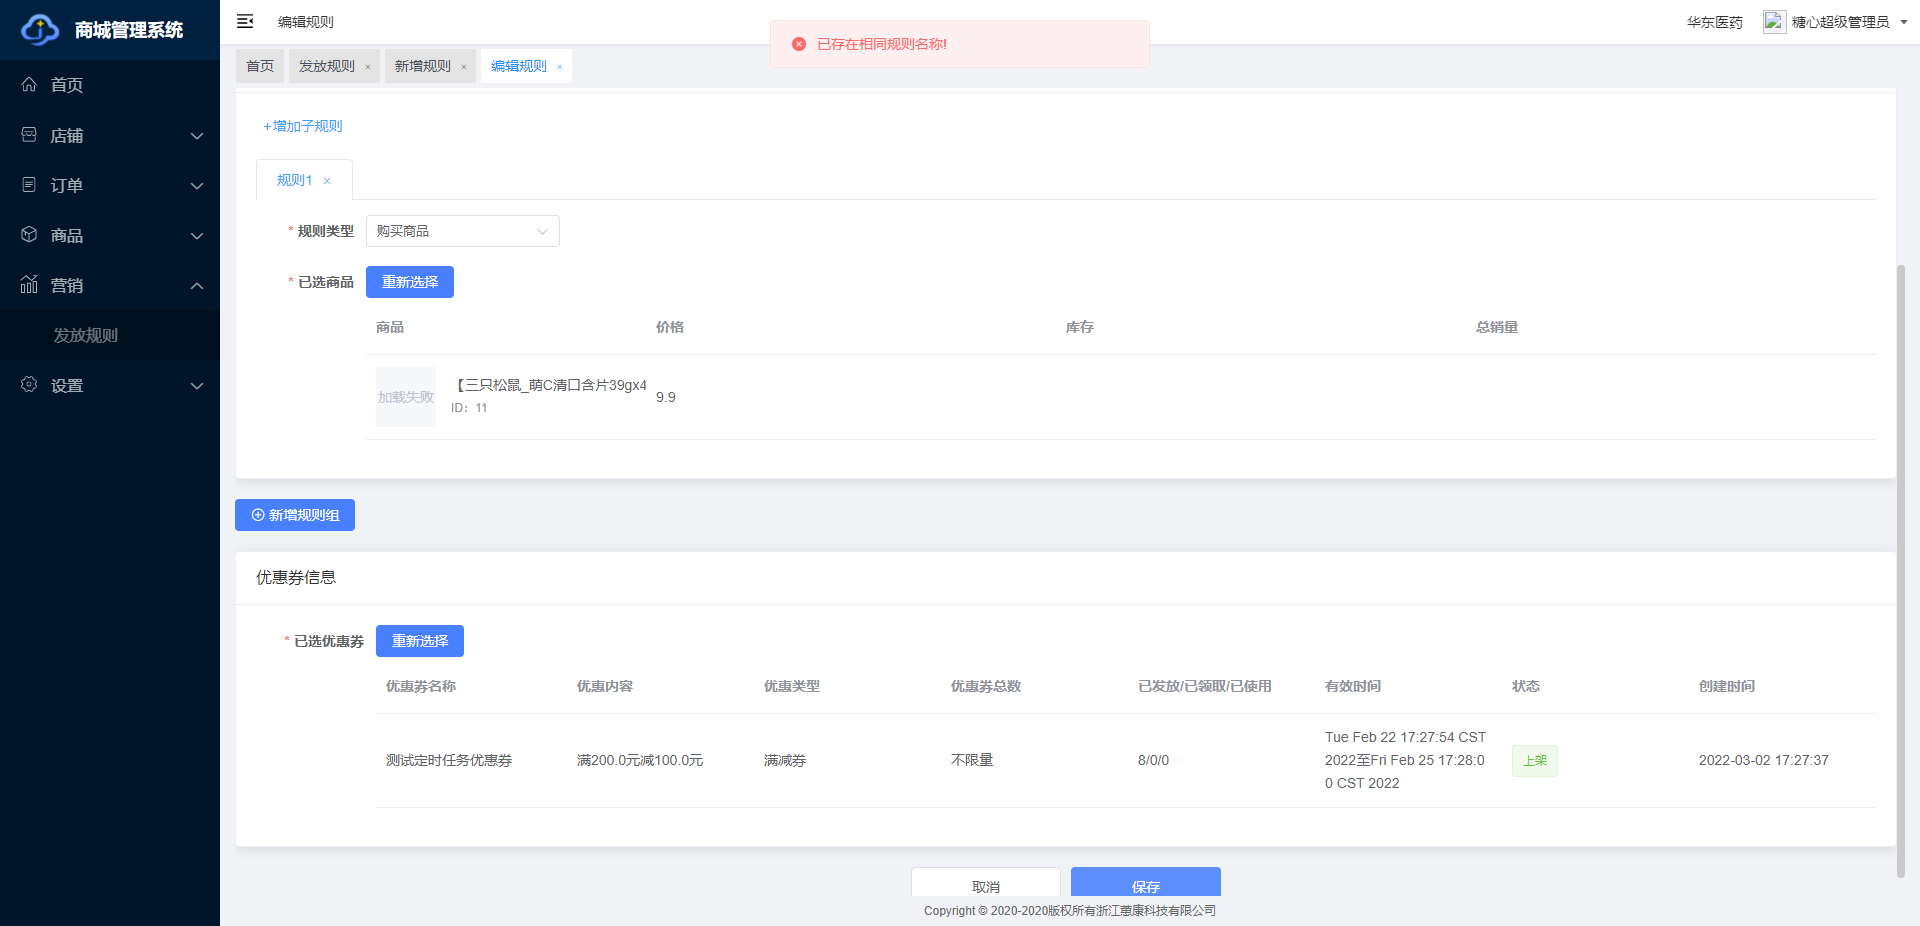 商城管理系统
编辑规则
华东医药
糖心超级管理员
已存在相同规则名称!
首页
发放规则 ×
新增规则 ×
编辑规则 ×
首页
店铺
订单
商品
营销
发放规则
设置
+增加子规则
规则1 ×
* 规则类型 购买商品
* 已选商品 重新选择
商品 价格 库存 总销量
加载失败
【三只松鼠_萌C清口含片39gx4
ID: 11
9.9
新增规则组
优惠券信息
* 已选优惠券 重新选择
优惠券名称 优惠内容 优惠类型 优惠券总数 已发放/已领取/已使用 有效时间 状态 创建时间
测试定时任务优惠券 满200.0元减100.0元 满减券 不限量 8/0/0
Tue Feb 22 17:27:54 CST
2022至Fri Feb 25 17:28:0
0 CST 2022
上架
2022-03-02 17:27:37
取消 保存
Copyright © 2020-2020版权所有浙江蕙康科技有限公司